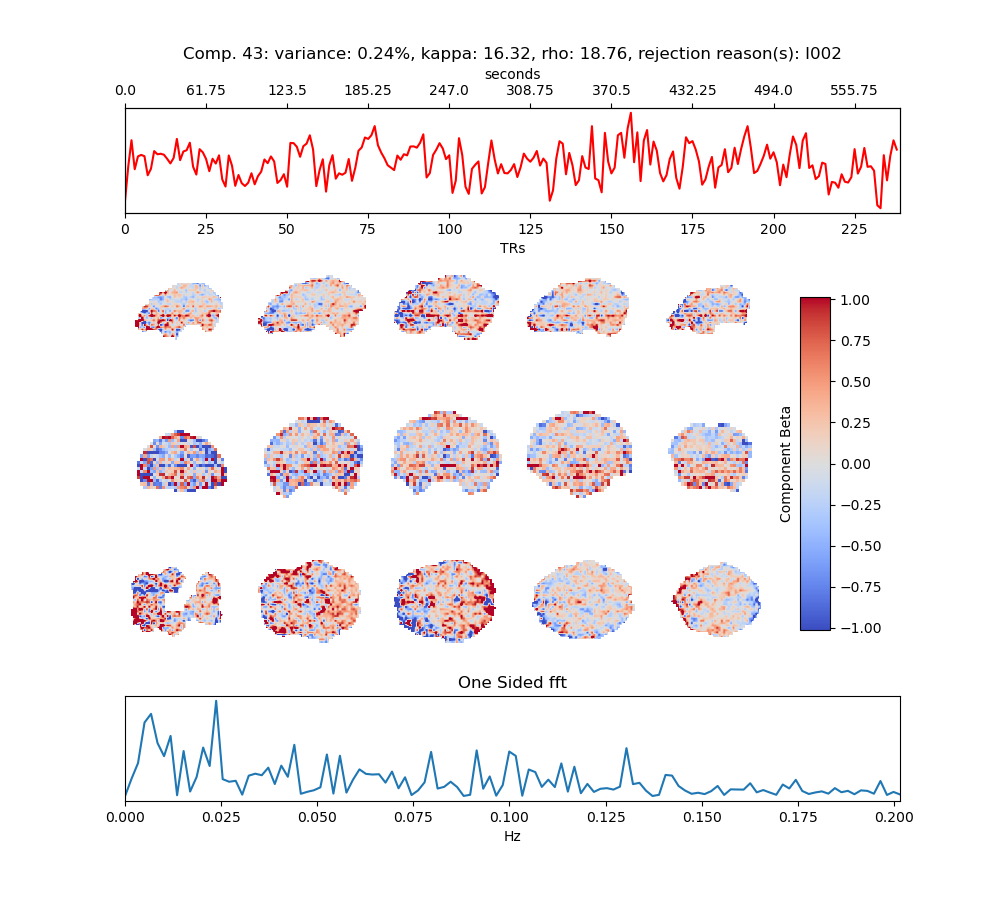 Comp. 43: variance: 0.24%, kappa: 16.32, rho: 18.76, rejection reason(s): I002
seconds
0.0 61.75 123.5 185.25 247.0 308.75 370.5 432.25 494.0 555.75
0 25 50 75 100 125 150 175 200 225
TRs
1.00
0.75
0.50
0.25
0.00
−0.25
−0.50
−0.75
−1.00
Component Beta
One Sided fft
0.000 0.025 0.050 0.075 0.100 0.125 0.150 0.175 0.200
Hz